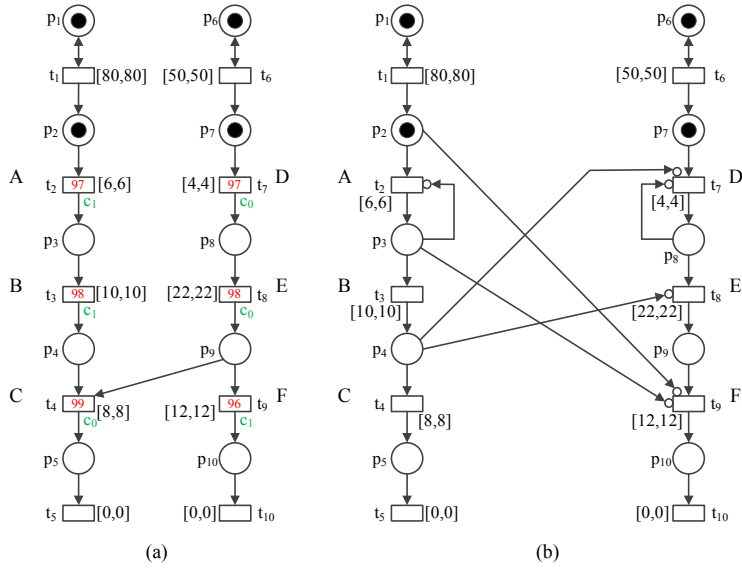 p1 p6 p1 p6
t1 [80,80] [50,50] t6 t1 [80,80] [50,50] t6
p2 p7 p2 p7
A t2 97 [6,6] [4,4] 97 t7 D A t2 t7 D
c1 c0 [6,6] [4,4]
p3 p8 p3 p8
B t3 98 [10,10] [22,22] 98 t8 E B t3 t8 E
c1 c0 [10,10] [22,22]
p4 p9 p4 p9
C t4 99 [8,8] [12,12] 96 t9 F C t4 t9 F
c0 c1 [8,8] [12,12]
p5 p10 p5 p10
t5 [0,0] [0,0] t10 t5 [0,0] [0,0] t10
(a) (b)